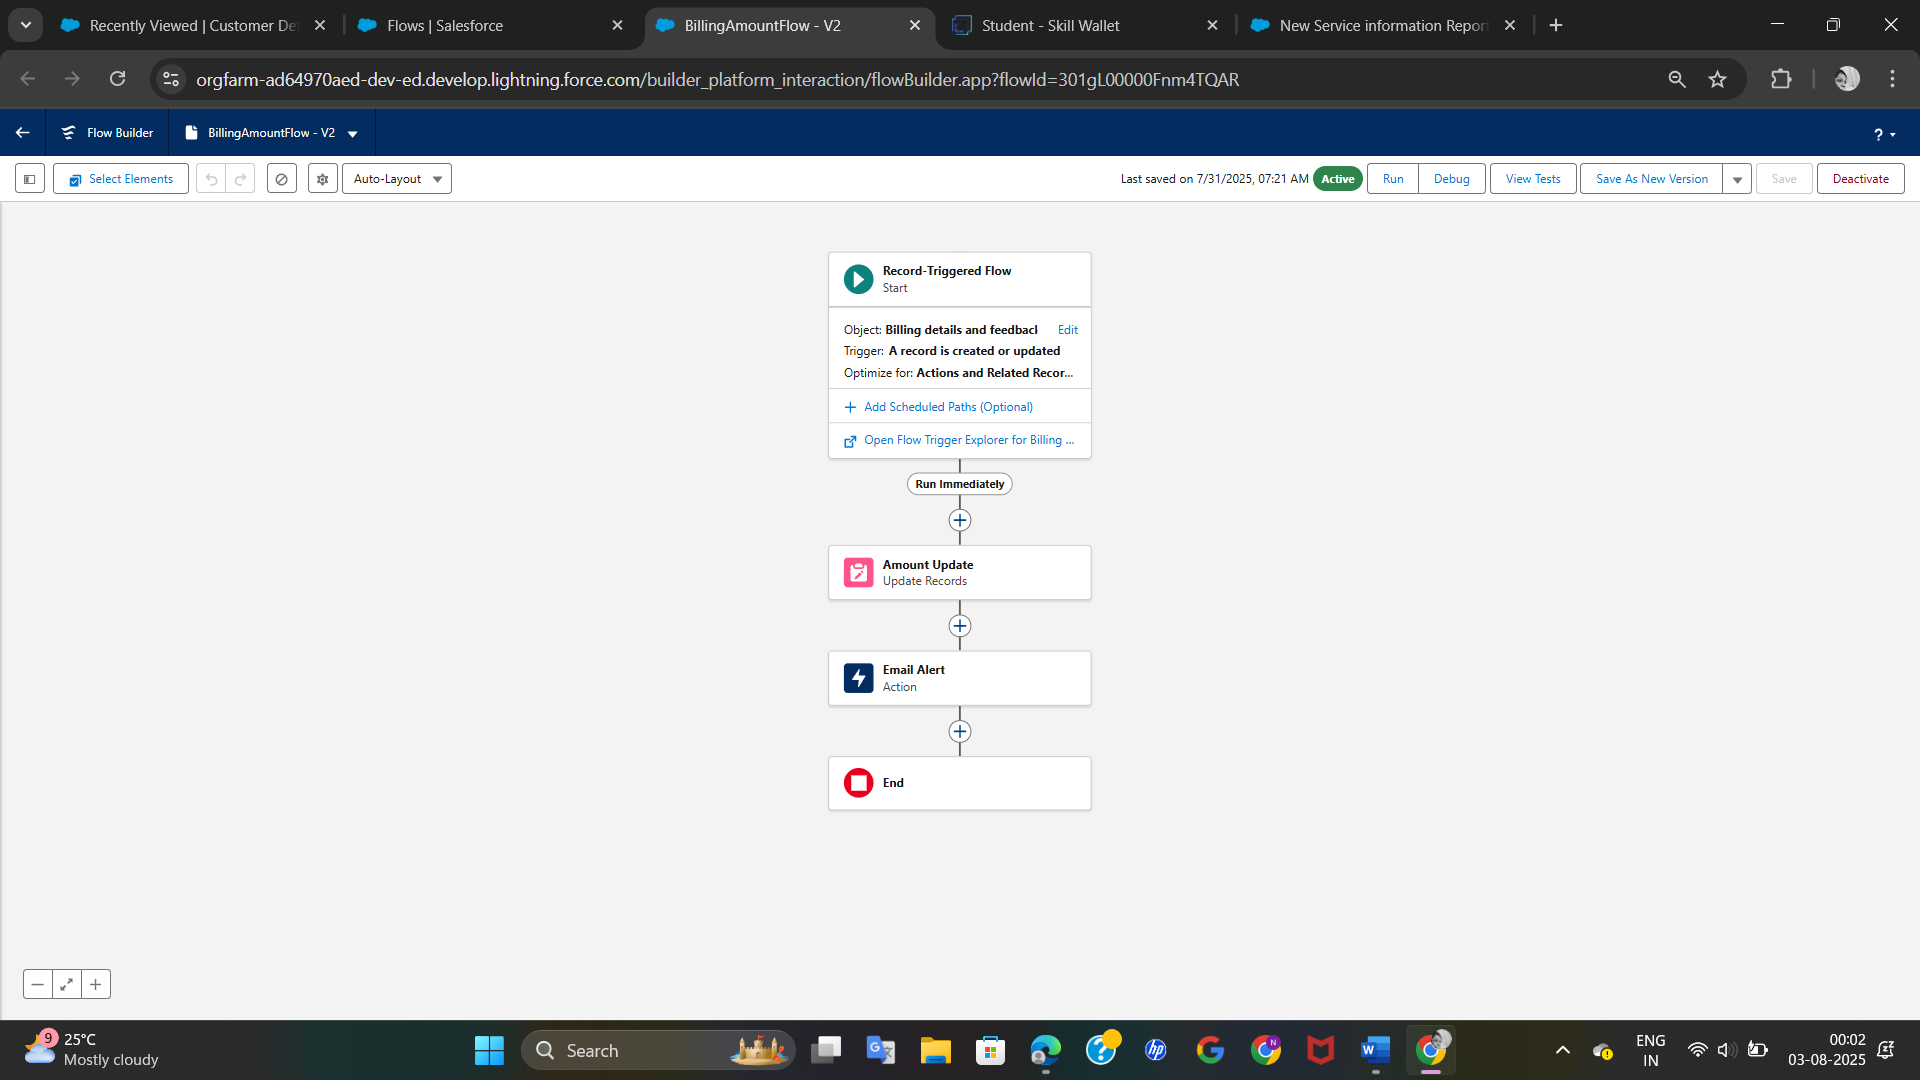 Recently Viewed | Customer De
Flows | Salesforce
BillingAmountFlow - V2
Student - Skill Wallet
New Service information Repor
orgfarm-ad64970aed-dev-ed.develop.lightning.force.com/builder_platform_interaction/flowBuilder.app?flowId=301gL00000Fnm4TQAR
Flow Builder
BillingAmountFlow - V2
?
Select Elements
Auto-Layout
Last saved on 7/31/2025, 07:21 AM
Active
Run
Debug
View Tests
Save As New Version
Save
Deactivate
Record-Triggered Flow
Start
Object: Billing details and feedback
Edit
Trigger: A record is created or updated
Optimize for: Actions and Related Recor...
Add Scheduled Paths (Optional)
Open Flow Trigger Explorer for Billing ...
Run Immediately
Amount Update
Update Records
Email Alert
Action
End
9
25°C
Mostly cloudy
Search
ENG
IN
00:02
03-08-2025